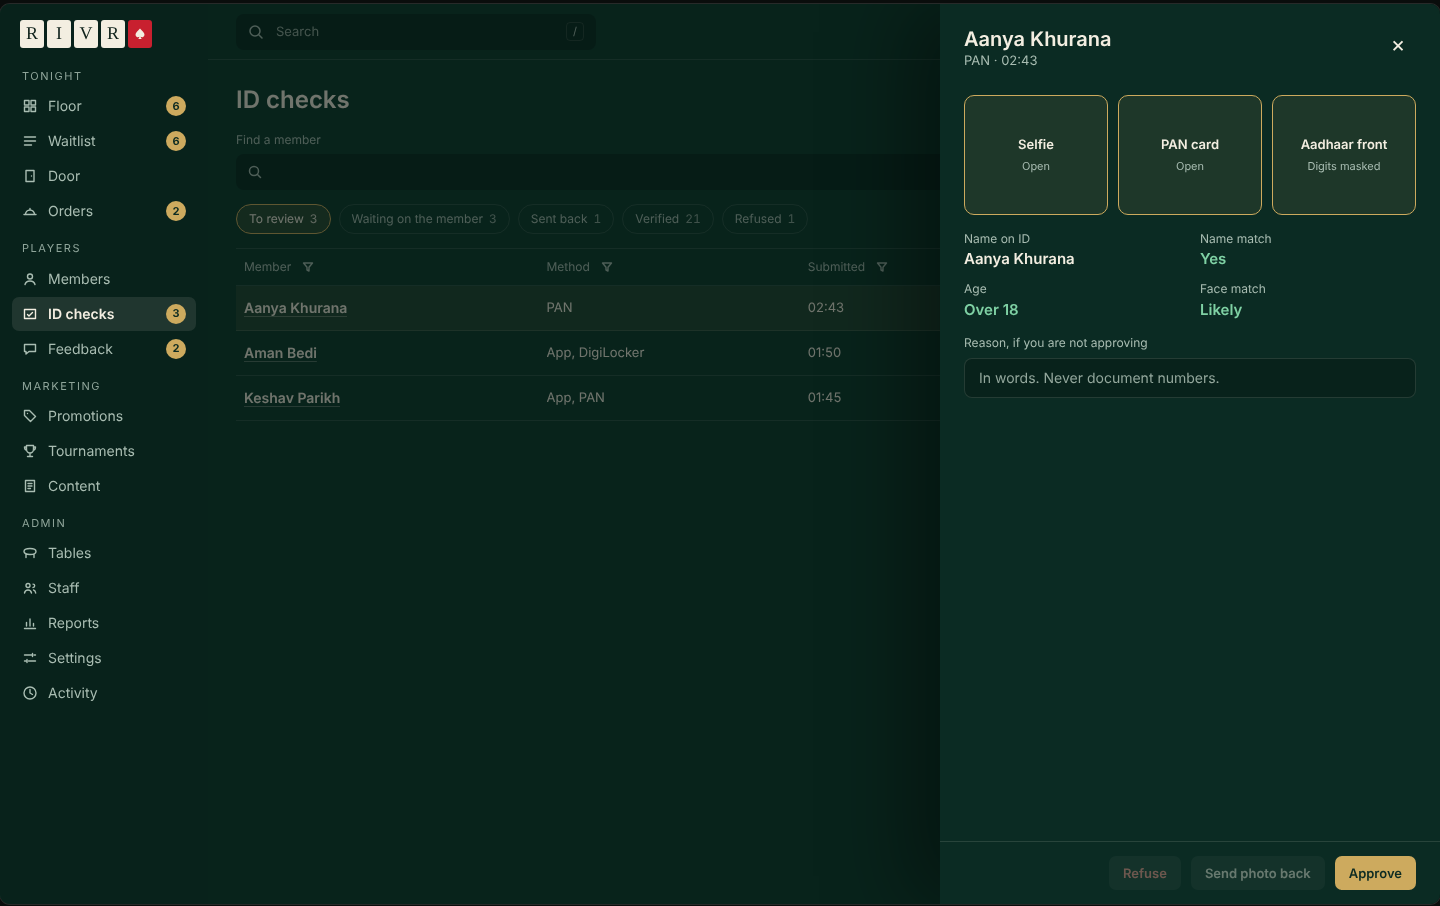 R I V R
TONIGHT
Floor 6
Waitlist 6
Door
Orders 2
PLAYERS
Members
ID checks 3
Feedback 2
MARKETING
Promotions
Tournaments
Content
ADMIN
Tables
Staff
Reports
Settings
Activity
Search /
ID checks
Find a member
To review 3 Waiting on the member 3 Sent back 1 Verified 21 Refused 1
Member Method Submitted
Aanya Khurana PAN 02:43
Aman Bedi App, DigiLocker 01:50
Keshav Parikh App, PAN 01:45
Aanya Khurana
PAN · 02:43
Selfie PAN card Aadhaar front
Open Open Digits masked
Name on ID Name match
Aanya Khurana Yes
Age Face match
Over 18 Likely
Reason, if you are not approving
In words. Never document numbers.
Refuse Send photo back Approve